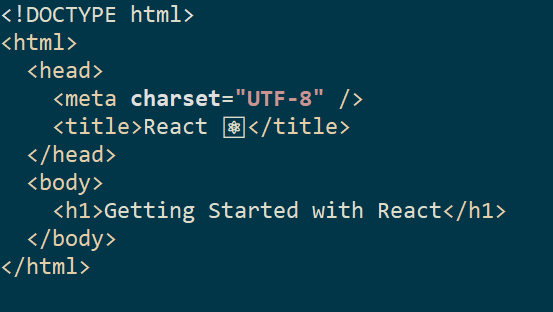 <!DOCTYPE html>
<html>
<head>
<meta charset="UTF-8" />
<title>React ⚛</title>
</head>
<body>
<h1>Getting Started with React</h1>
</body>
</html>